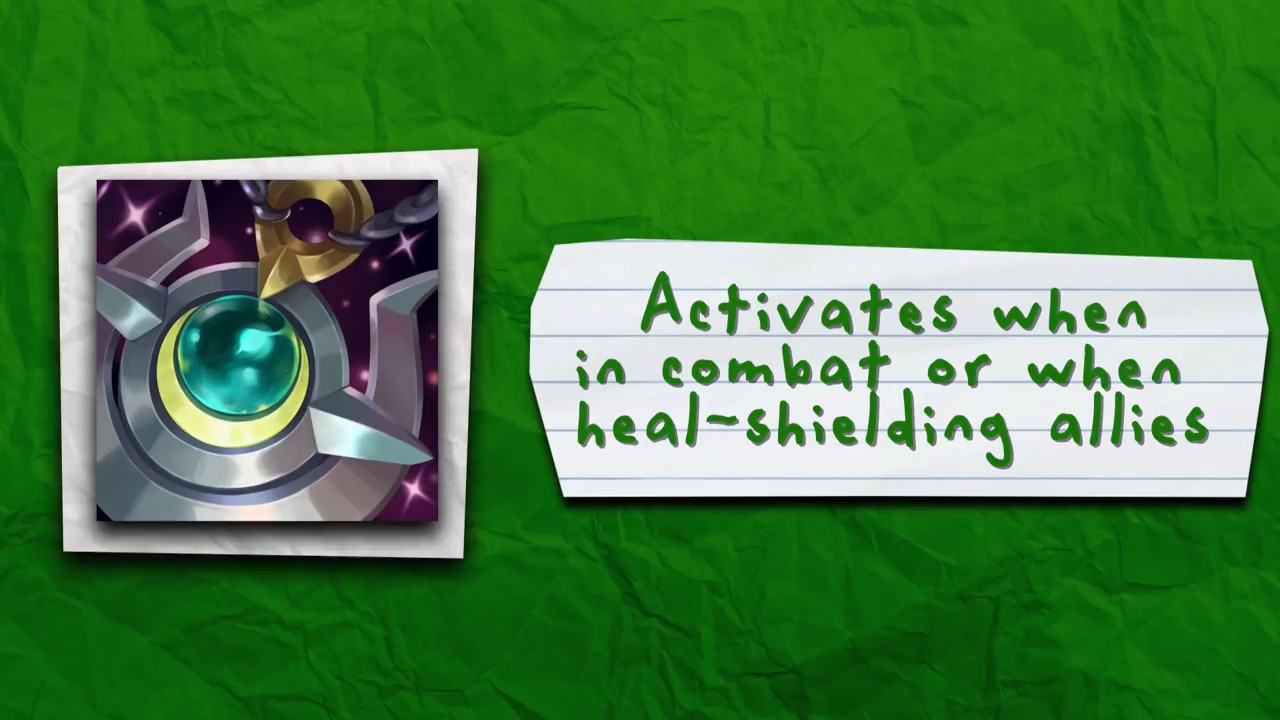 Activates when
in combat or when
heal-shielding allies